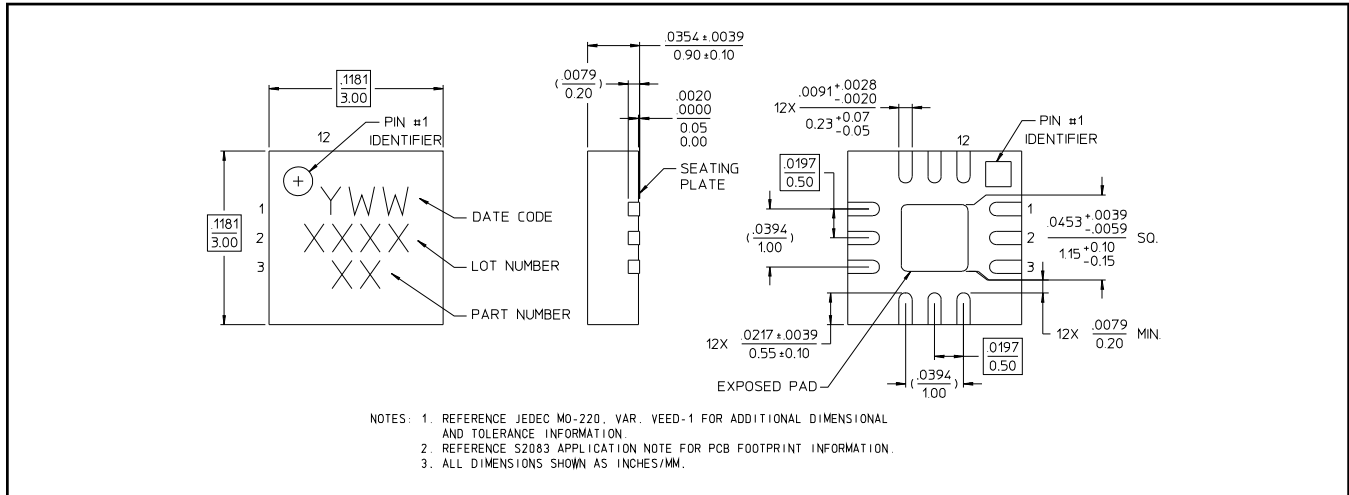 .1181
3.00
12
PIN #1
IDENTIFIER
.1181
3.00
1
2
3
YWW
XXXX
XX
DATE CODE
LOT NUMBER
PART NUMBER
.0354 ±.0039
0.90 ±0.10
( .0079
0.20 )
.0020
.0000
0.05
0.00
SEATING
PLATE
12X .0091 +.0028
-.0020
0.23 +0.07
-0.05
12
PIN #1
IDENTIFIER
.0197
0.50
( .0394
1.00 )
1
2
3
.0453 +.0039
-.0059 SQ.
1.15 +0.10
-0.15
12X .0217 ±.0039
0.55 ±0.10
12X .0079
0.20 MIN.
.0197
0.50
( .0394
1.00 )
EXPOSED PAD
NOTES: 1. REFERENCE JEDEC MO-220, VAR. VEED-1 FOR ADDITIONAL DIMENSIONAL
AND TOLERANCE INFORMATION.
2. REFERENCE S2083 APPLICATION NOTE FOR PCB FOOTPRINT INFORMATION.
3. ALL DIMENSIONS SHOWN AS INCHES/MM.